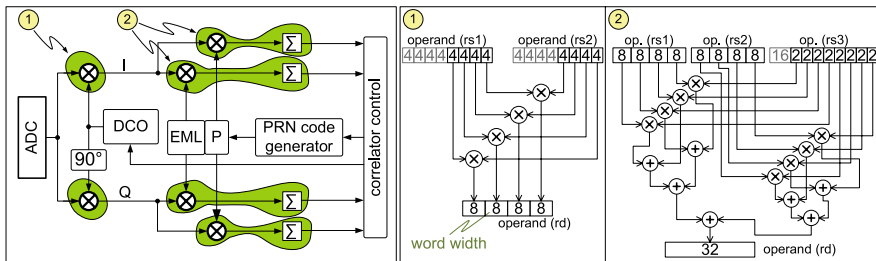 1
2
ADC
I
Q
90°
DCO
EML
P
PRN code
generator
Σ
Σ
Σ
Σ
correlator control
1
operand (rs1)
operand (rs2)
4 4 4 4 4 4 4 4
4 4 4 4 4 4 4 4
8 8 8 8
operand (rd)
word width
2
op. (rs1)
op. (rs2)
op. (rs3)
8 8 8 8
8 8 8 8
16 2 2 2 2 2 2 2 2
32
operand (rd)